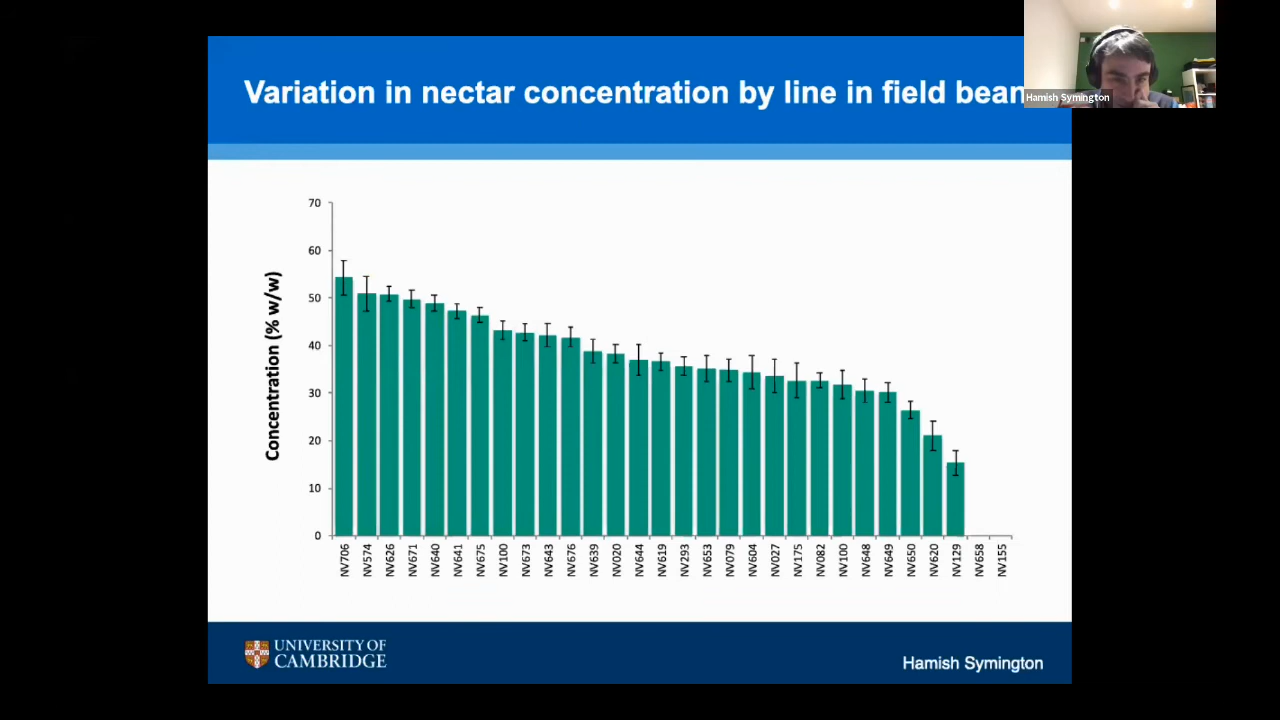 Variation in nectar concentration by line in field bean
Hamish Symington
Concentration (% w/w)
70
60
50
40
30
20
10
0
NV706
NV574
NV626
NV671
NV640
NV641
NV675
NV100
NV673
NV643
NV676
NV639
NV020
NV644
NV619
NV293
NV653
NV079
NV604
NV027
NV175
NV082
NV100
NV648
NV649
NV650
NV620
NV129
NV658
NV155
UNIVERSITY OF
CAMBRIDGE
Hamish Symington